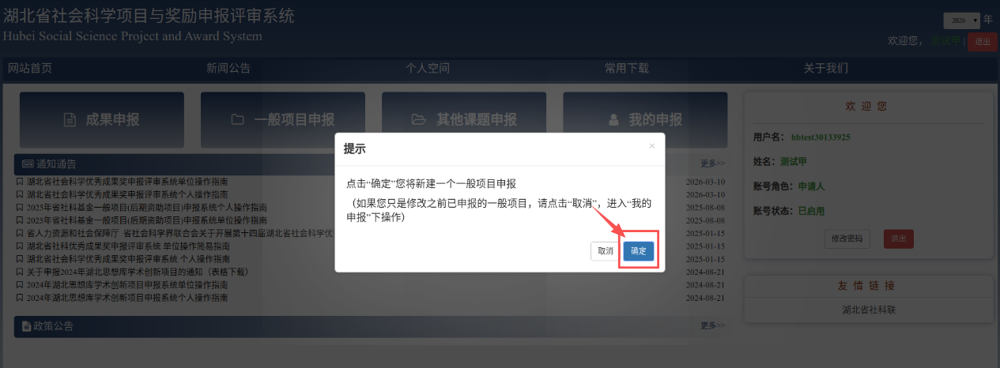 湖北省社会科学项目与奖励申报评审系统
Hubei Social Science Project and Award System
2026 年
欢迎您， 测试甲 | 退出
网站首页 新闻公告 个人空间 常用下载 关于我们
成果申报 一般项目申报 其他课题申报 我的申报
提示 ×
点击“确定”您将新建一个一般项目申报
（如果您只是修改之前已申报的一般项目，请点击“取消”，进入“我的
申报”下操作）
取消 确定
通知通告 更多>>
湖北省社会科学优秀成果奖申报评审系统单位操作指南 2026-03-10
湖北省社会科学优秀成果奖申报评审系统个人操作指南 2026-03-10
2025年省社科基金一般项目(后期资助项目)申报系统个人操作指南 2025-08-08
2025年省社科基金一般项目(后期资助项目)申报系统单位操作指南 2025-08-08
省人力资源和社会保障厅 省社会科学界联合会关于开展第十四届湖北省社会科学优 2025-01-15
湖北省社科优秀成果奖申报评审系统 单位操作简易指南 2025-01-15
湖北省社会科学优秀成果奖申报评审系统 个人操作指南 2025-01-15
关于申报2024年湖北思想库学术创新项目的通知（表格下载） 2024-08-21
2024年湖北思想库学术创新项目申报系统单位操作指南 2024-08-21
2024年湖北思想库学术创新项目申报系统个人操作指南 2024-08-21
政策公告 更多>>
欢 迎 您
用户名： hbtest30133925
姓名：测试甲
账号角色：申请人
账号状态：已启用
修改密码 退出
友 情 链 接
湖北省社科联